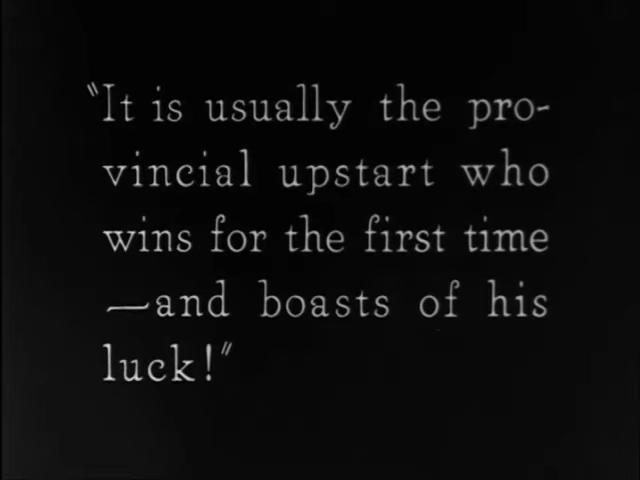 "It is usually the pro-
vincial upstart who
wins for the first time
—and boasts of his
luck!"